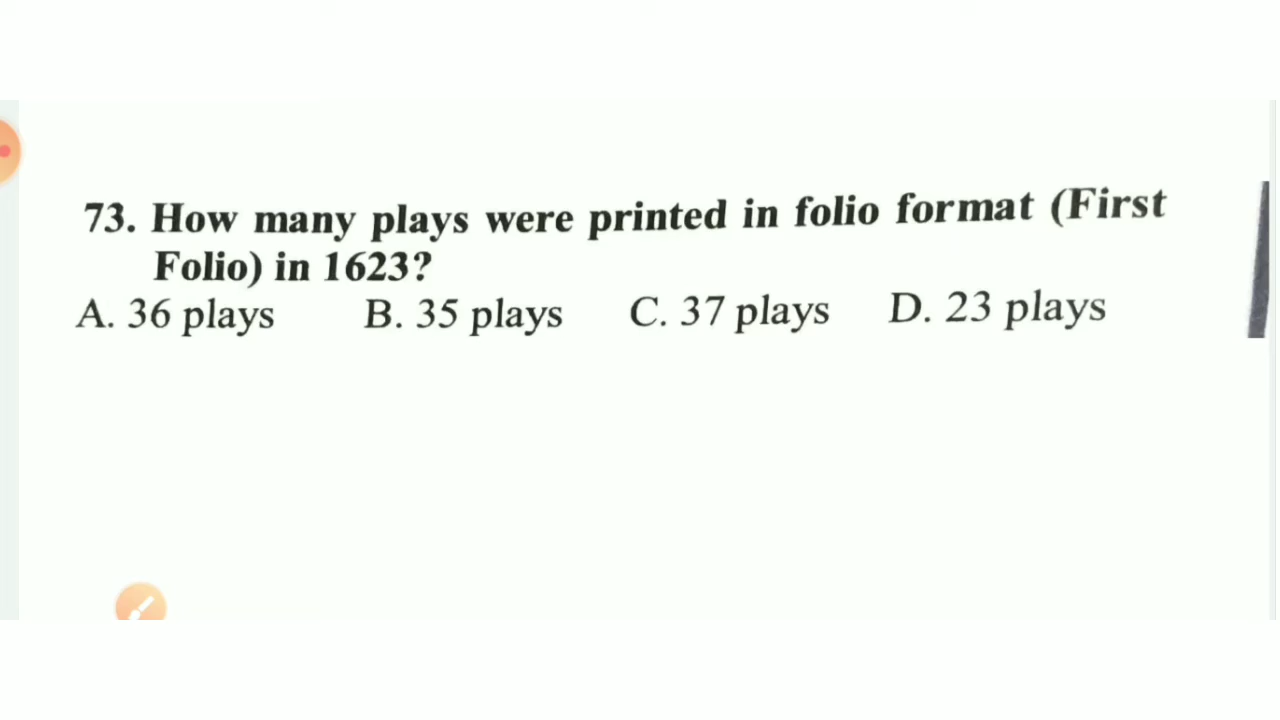 73. How many plays were printed in folio format (First
Folio) in 1623?
A. 36 plays B. 35 plays C. 37 plays D. 23 plays